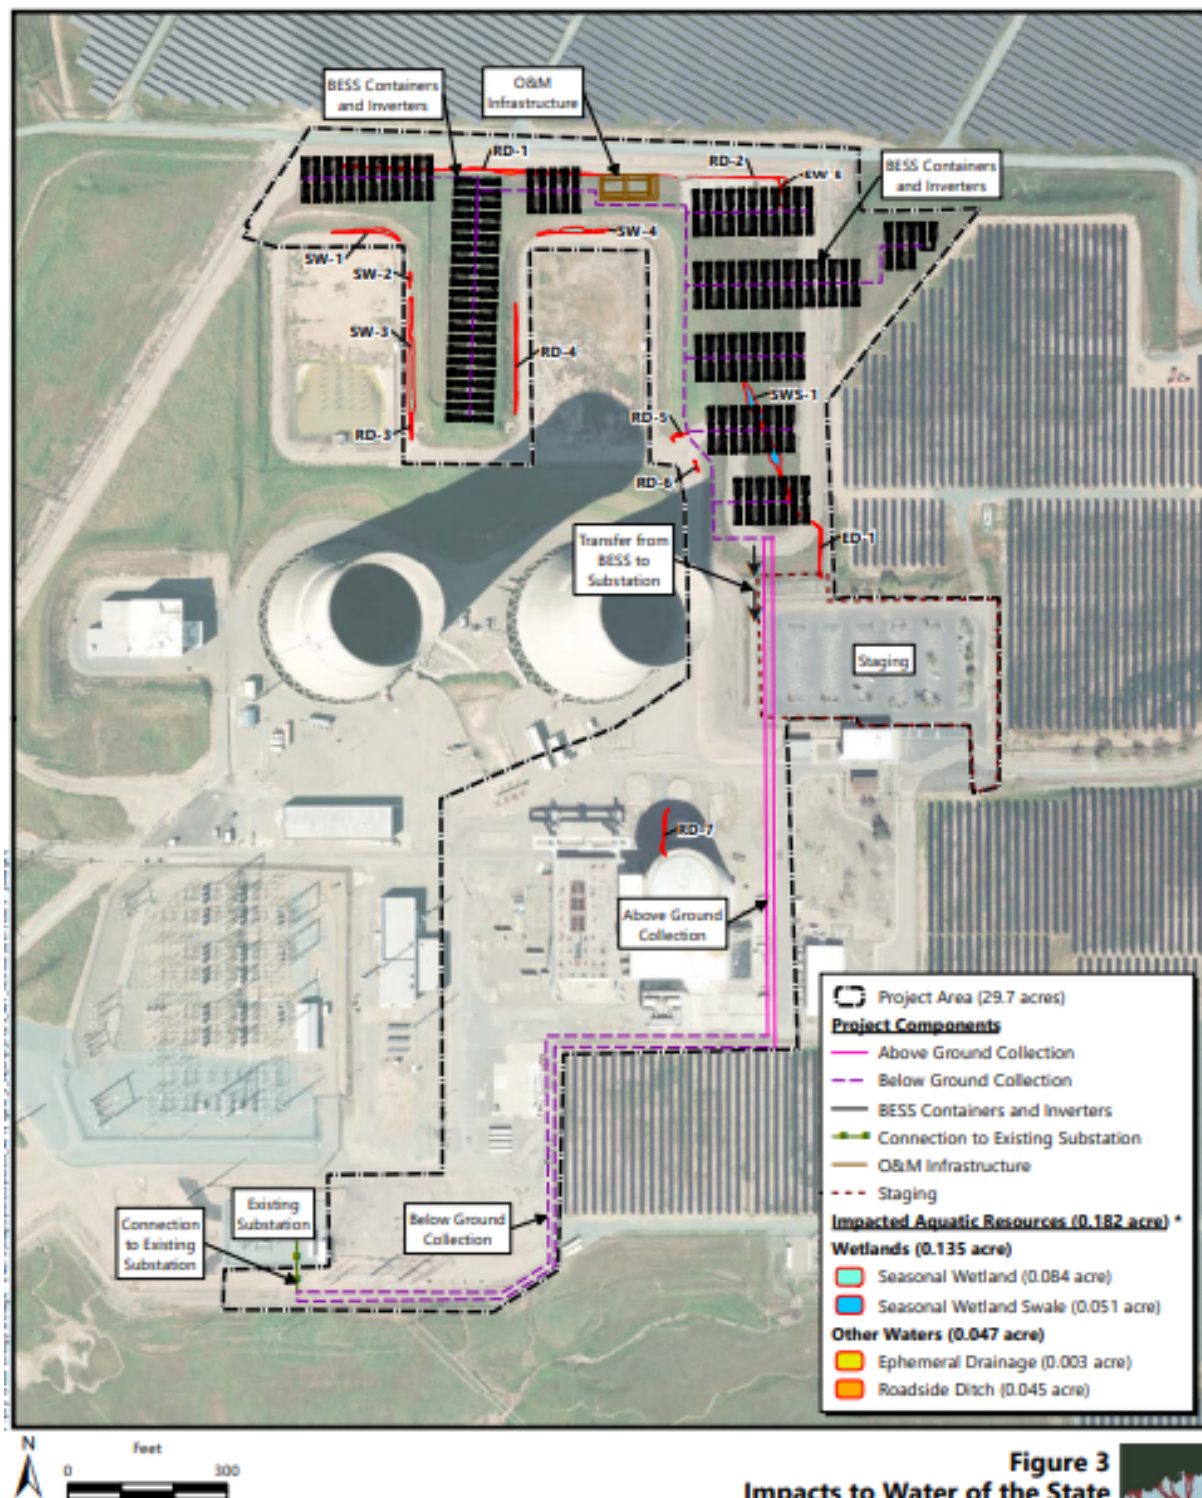 BESS Containers
and Inverters
O&M
Infrastructure
RD-1
RD-2
BESS Containers
and Inverters
SW-4
SW-1
SW-2
SW-3
RD-4
SWS-1
RD-5
RD-3
RD-6
Transfer from
BESS to
Substation
ED-1
Staging
RD-7
Above Ground
Collection
Project Area (29.7 acres)
Project Components
Above Ground Collection
Below Ground Collection
BESS Containers and Inverters
Connection to Existing Substation
O&M Infrastructure
Staging
Impacted Aquatic Resources (0.182 acre) *
Wetlands (0.135 acre)
Seasonal Wetland (0.084 acre)
Seasonal Wetland Swale (0.051 acre)
Other Waters (0.047 acre)
Ephemeral Drainage (0.003 acre)
Roadside Ditch (0.045 acre)
Existing
Substation
Connection
to Existing
Substation
Below Ground
Collection
N
Feet
0 300
Figure 3
Impacts to Water of the State